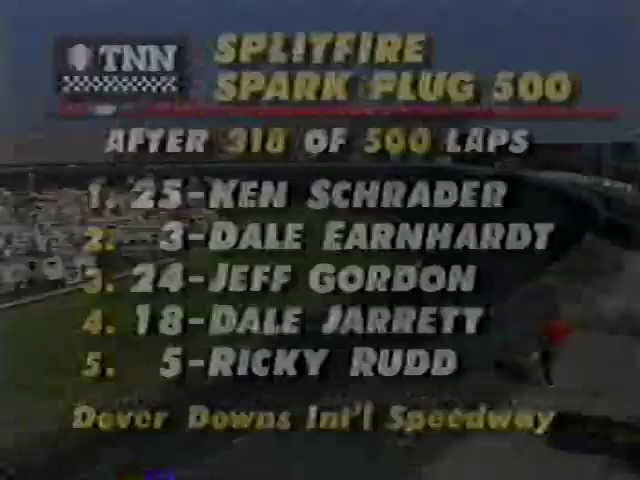 TNN
SPLITFIRE
SPARK PLUG 500
AFTER 318 OF 500 LAPS
1. 25-KEN SCHRADER
2. 3-DALE EARNHARDT
3. 24-JEFF GORDON
4. 18-DALE JARRETT
5. 5-RICKY RUDD
Dover Downs Int'l Speedway